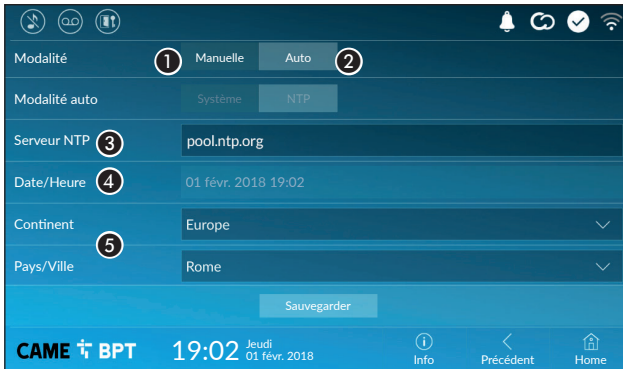 Modalité 1 Manuelle Auto 2
Modalité auto Système NTP
Serveur NTP 3 pool.ntp.org
Date/Heure 4 01 févr. 2018 19:02
Continent Europe
5
Pays/Ville Rome
Sauvegarder
CAME BPT 19:02 Jeudi
01 févr. 2018
Info Précédent Home